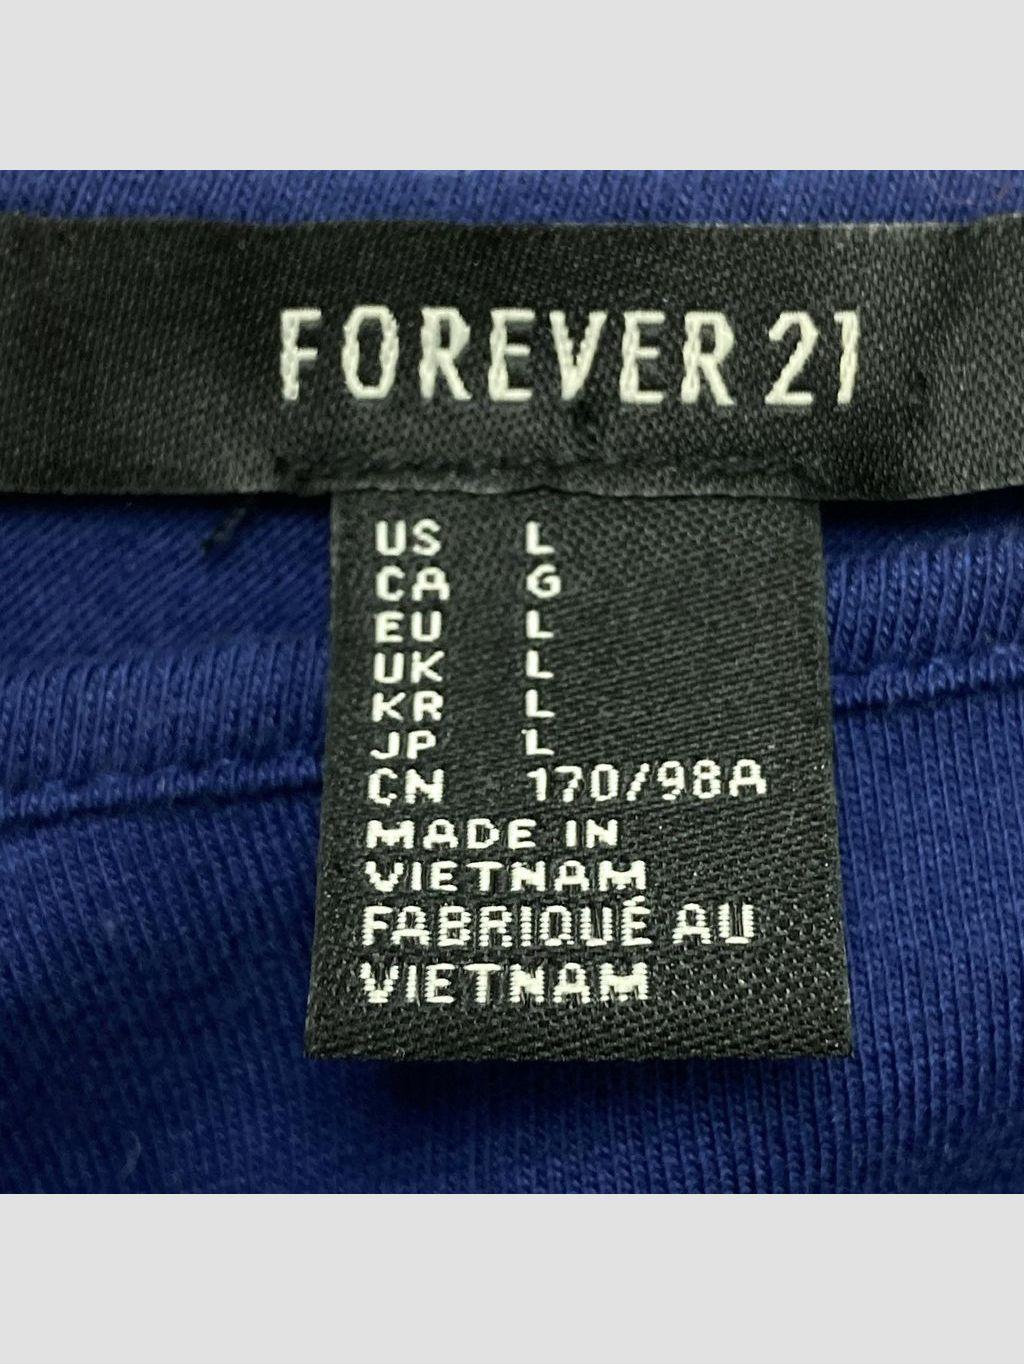 FOREVER 21
US L
CA G
EU L
UK L
KR L
JP L
CN 170/98A
MADE IN
VIETNAM
FABRIQUÉ AU
VIETNAM